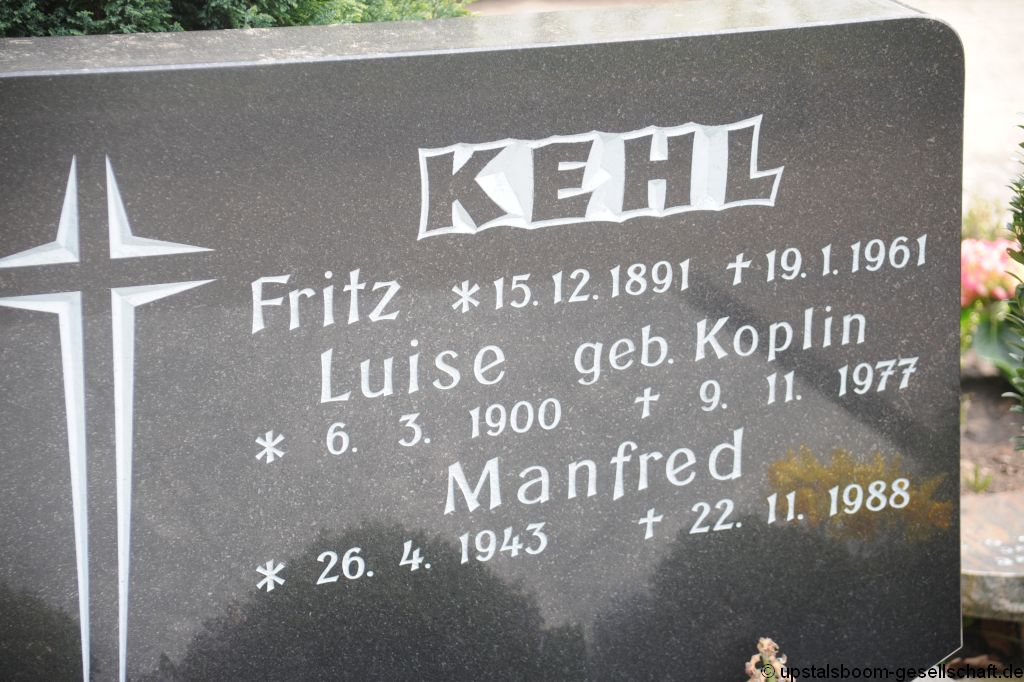 KEHL
Fritz * 15. 12. 1891 † 19. 1. 1961
Luise geb. Koplin
* 6. 3. 1900 † 9. 11. 1977
Manfred
* 26. 4. 1943 † 22. 11. 1988
© upstalsboom-gesellschaft.de